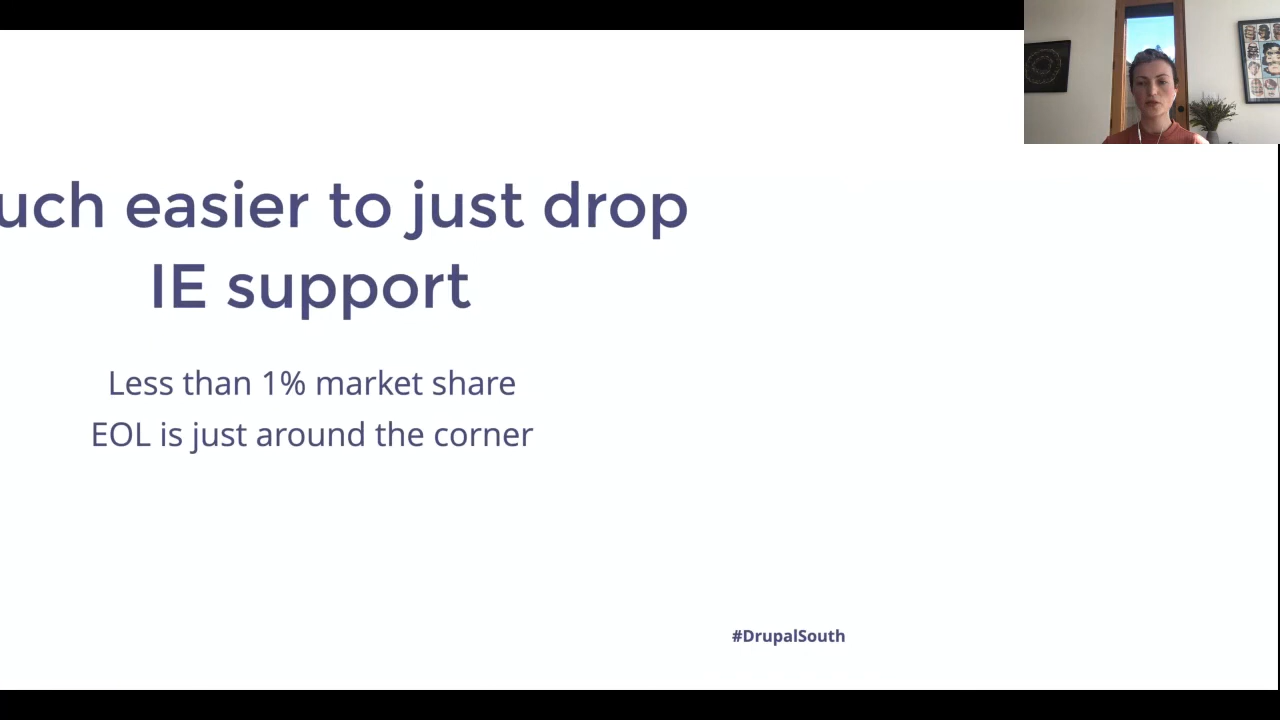 uch easier to just drop
IE support
Less than 1% market share
EOL is just around the corner
#DrupalSouth